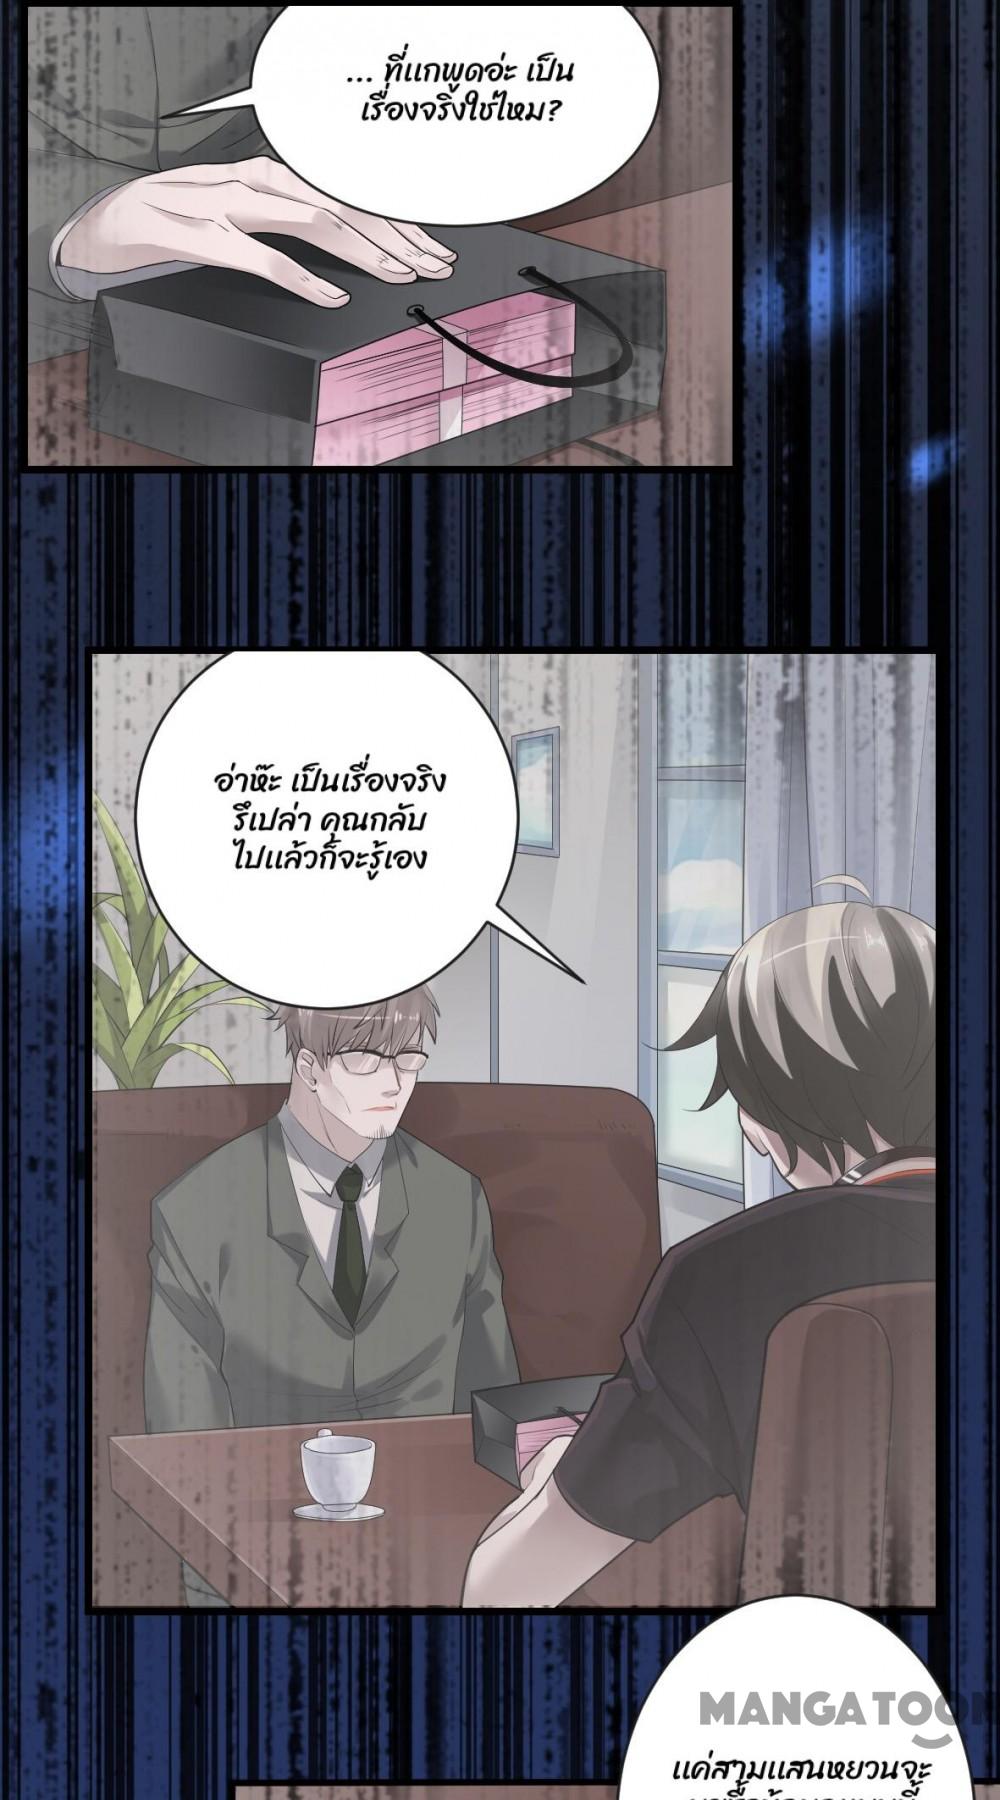 ... ที่แกพูดอ่ะ เป็น
เรื่องจริงใช่ไหม?
อ่าห๊ะ เป็นเรื่องจริง
รึเปล่า คุณกลับ
ไปแล้วก็จะรู้เอง
MANGATOON
แค่สามแสนหยวนจะ